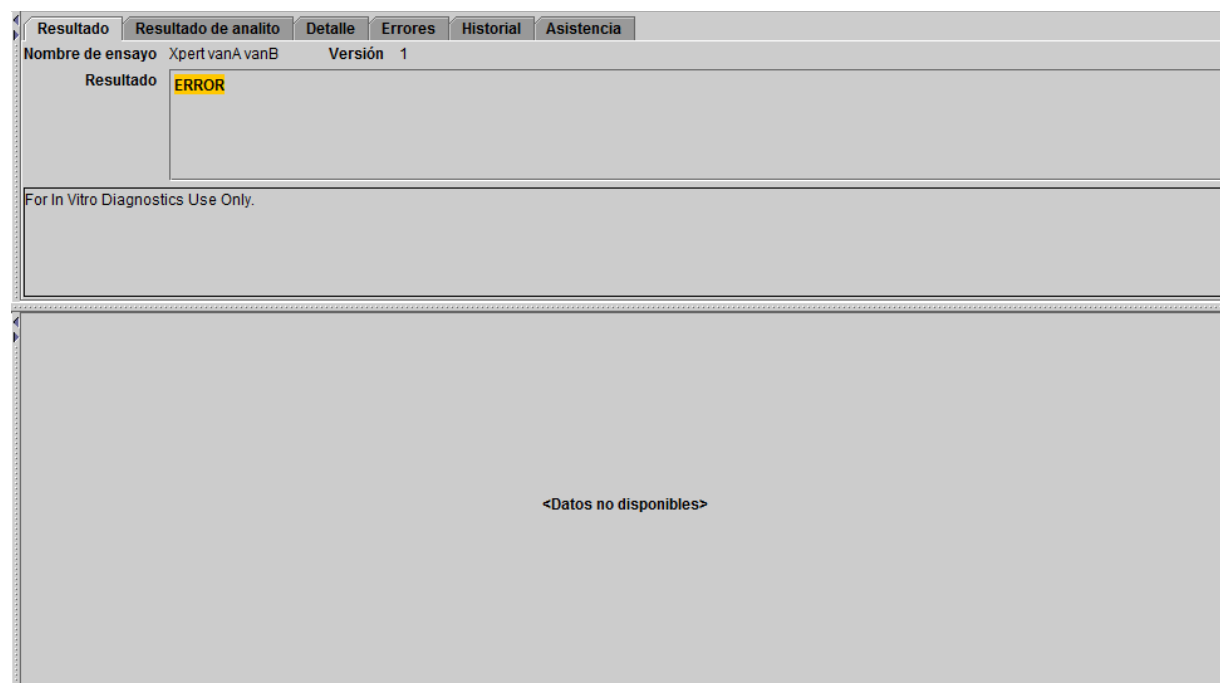 Resultado Resultado de analito Detalle Errores Historial Asistencia
Nombre de ensayo Xpert vanA vanB Versión 1
Resultado ERROR
For In Vitro Diagnostics Use Only.
<Datos no disponibles>